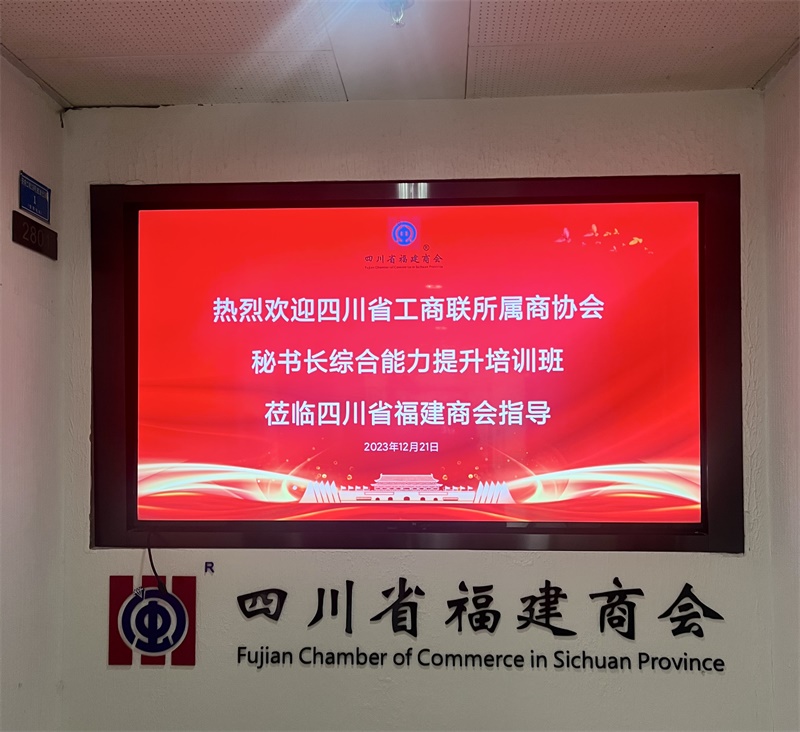 四川省福建商会
热烈欢迎四川省工商联所属商协会
秘书长综合能力提升培训班
莅临四川省福建商会指导
2023年12月21日
R
四川省福建商会
Fujian Chamber of Commerce in Sichuan Province